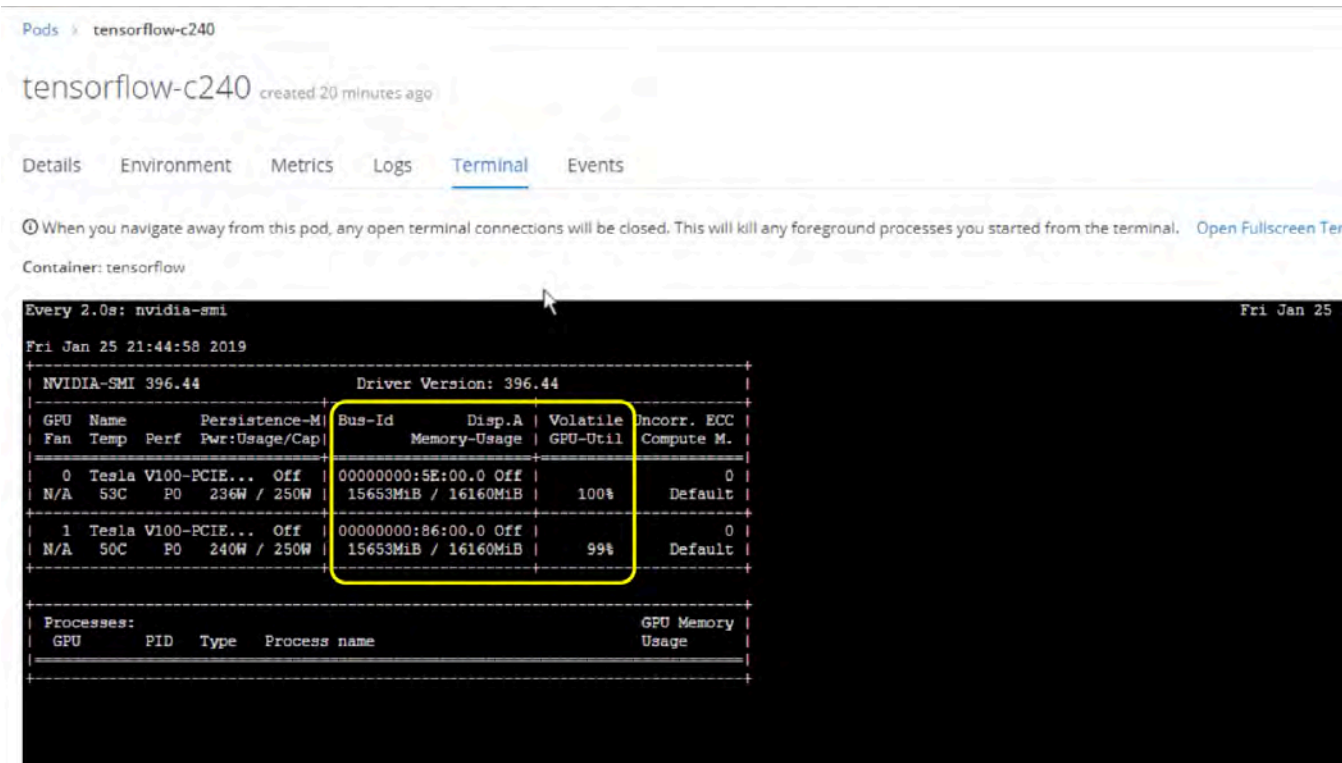 Pods > tensorflow-c240
tensorflow-c240 created 20 minutes ago
Details Environment Metrics Logs Terminal Events
When you navigate away from this pod, any open terminal connections will be closed. This will kill any foreground processes you started from the terminal. Open Fullscreen Ter
Container: tensorflow
Every 2.0s: nvidia-smi Fri Jan 25
Fri Jan 25 21:44:58 2019
| NVIDIA-SMI 396.44 Driver Version: 396.44 |
| GPU Name Persistence-M| Bus-Id Disp.A | Volatile Uncorr. ECC |
| Fan Temp Perf Pwr:Usage/Cap| Memory-Usage | GPU-Util Compute M. |
| 0 Tesla V100-PCIE... Off | 00000000:5E:00.0 Off | 0 |
| N/A 53C P0 236W / 250W | 15653MiB / 16160MiB | 100% Default |
| 1 Tesla V100-PCIE... Off | 00000000:86:00.0 Off | 0 |
| N/A 50C P0 240W / 250W | 15653MiB / 16160MiB | 99% Default |
| Processes: GPU Memory |
| GPU PID Type Process name Usage |